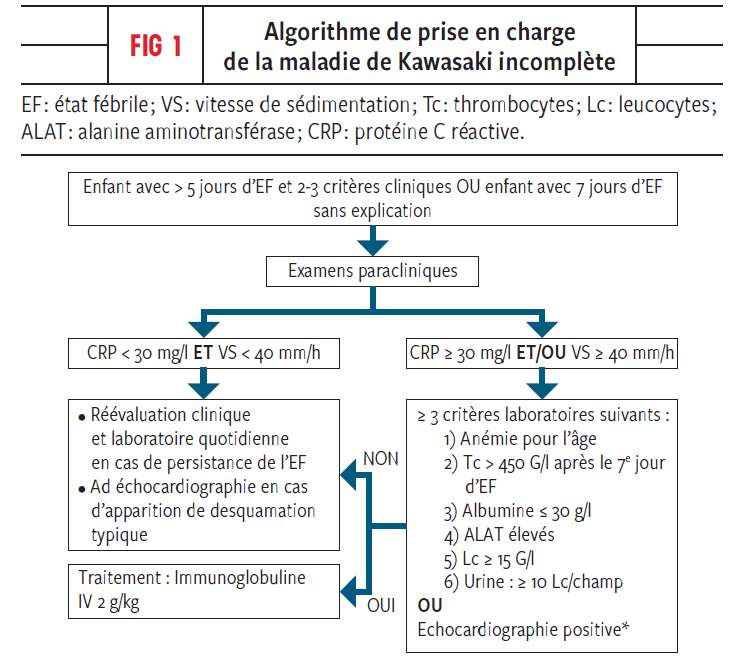 FIG 1
Algorithme de prise en charge
de la maladie de Kawasaki incomplète
EF : état fébrile ; VS : vitesse de sédimentation ; Tc : thrombocytes ; Lc : leucocytes ;
ALAT : alanine aminotransférase ; CRP : protéine C réactive.
Enfant avec > 5 jours d’EF et 2-3 critères cliniques OU enfant avec 7 jours d’EF
sans explication
Examens paracliniques
CRP < 30 mg/l ET VS < 40 mm/h
CRP ≥ 30 mg/l ET/OU VS ≥ 40 mm/h
• Réévaluation clinique
et laboratoire quotidienne
en cas de persistance de l’EF
• Ad échocardiographie en cas
d’apparition de desquamation
typique
NON
≥ 3 critères laboratoires suivants :
1) Anémie pour l’âge
2) Tc > 450 G/l après le 7e jour
d’EF
3) Albumine ≤ 30 g/l
4) ALAT élevés
5) Lc ≥ 15 G/l
6) Urine : ≥ 10 Lc/champ
OU
Echocardiographie positive*
Traitement : Immunoglobuline
IV 2 g/kg
OUI